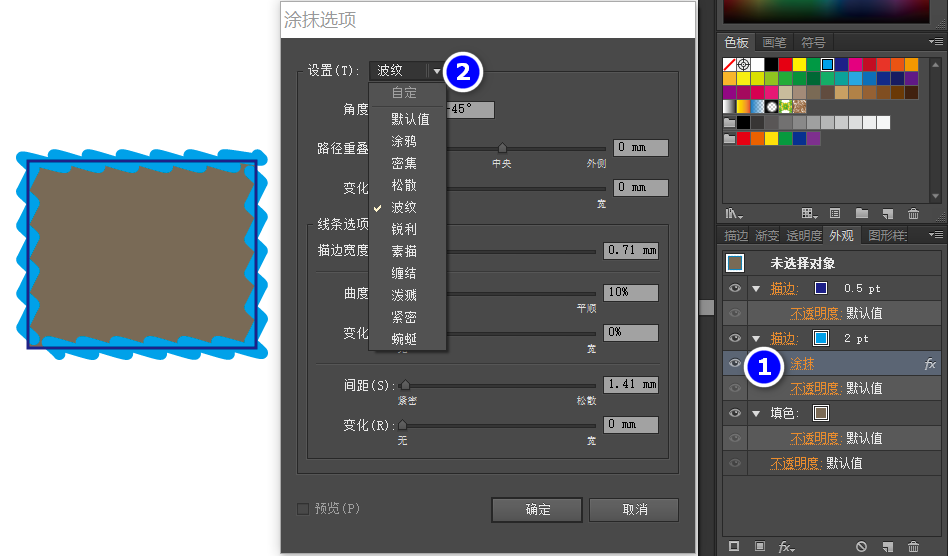 涂抹选项
设置(T): 波纹
2
自定
默认值
涂鸦
密集
松散
波纹
锐利
素描
缠结
泼溅
紧密
蜿蜒
角度
-45°
路径重叠
0 mm
中央 外侧
变化
0 mm
宽
线条选项
描边宽度
0.71 mm
曲度
10%
平顺
变化
0%
宽
间距(S):
1.41 mm
紧密 松散
变化(R):
0 mm
无 宽
预览(P)
确定 取消
色板 画笔 符号
描边 渐变 透明度 外观 图形样
未选择对象
描边: 0.5 pt
不透明度: 默认值
描边: 2 pt
1
涂抹 fx
不透明度: 默认值
填色:
不透明度: 默认值
不透明度: 默认值
fx